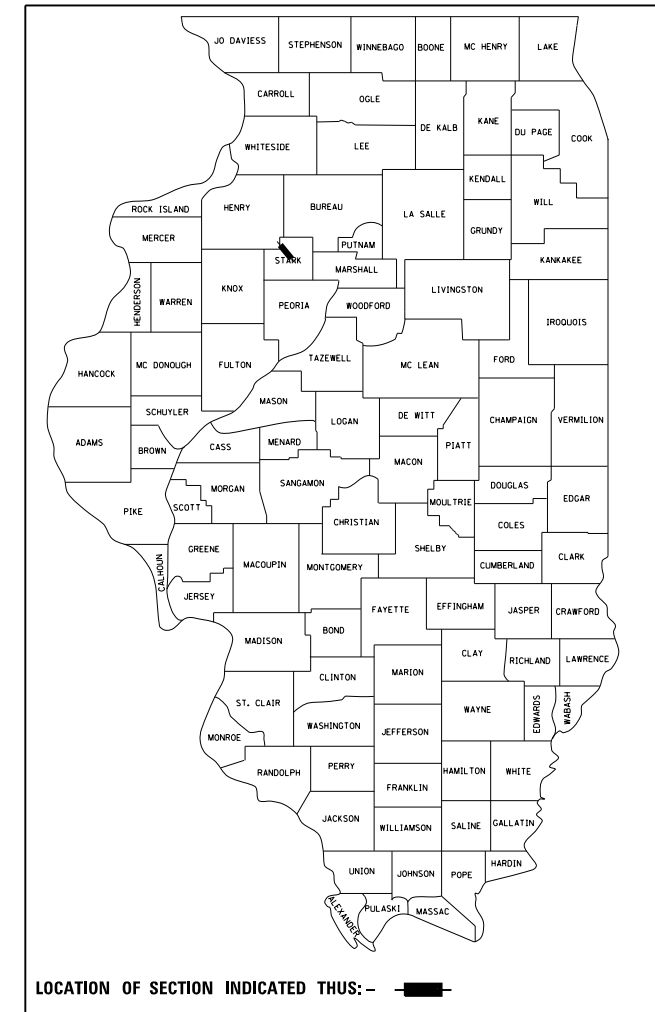 JO DAVIESS STEPHENSON WINNEBAGO BOONE MC HENRY LAKE
CARROLL OGLE DE KALB KANE DU PAGE COOK
WHITESIDE LEE
KENDALL WILL
ROCK ISLAND HENRY BUREAU LA SALLE GRUNDY
MERCER PUTNAM
STARK MARSHALL KANKAKEE
HENDERSON WARREN KNOX PEORIA WOODFORD LIVINGSTON IROQUOIS
HANCOCK MC DONOUGH FULTON TAZEWELL MC LEAN FORD
MASON
SCHUYLER LOGAN DE WITT CHAMPAIGN VERMILION
ADAMS BROWN CASS MENARD PIATT
MACON
MORGAN SANGAMON DOUGLAS EDGAR
PIKE SCOTT CHRISTIAN MOULTRIE COLES
GREENE SHELBY
CALHOUN MACOUPIN MONTGOMERY CUMBERLAND CLARK
JERSEY FAYETTE EFFINGHAM JASPER CRAWFORD
BOND
MADISON CLAY RICHLAND LAWRENCE
CLINTON MARION
ST. CLAIR WAYNE EDWARDS WABASH
WASHINGTON JEFFERSON
MONROE
RANDOLPH PERRY HAMILTON WHITE
FRANKLIN
JACKSON WILLIAMSON SALINE GALLATIN
UNION JOHNSON POPE HARDIN
ALEXANDER PULASKI MASSAC
LOCATION OF SECTION INDICATED THUS: -